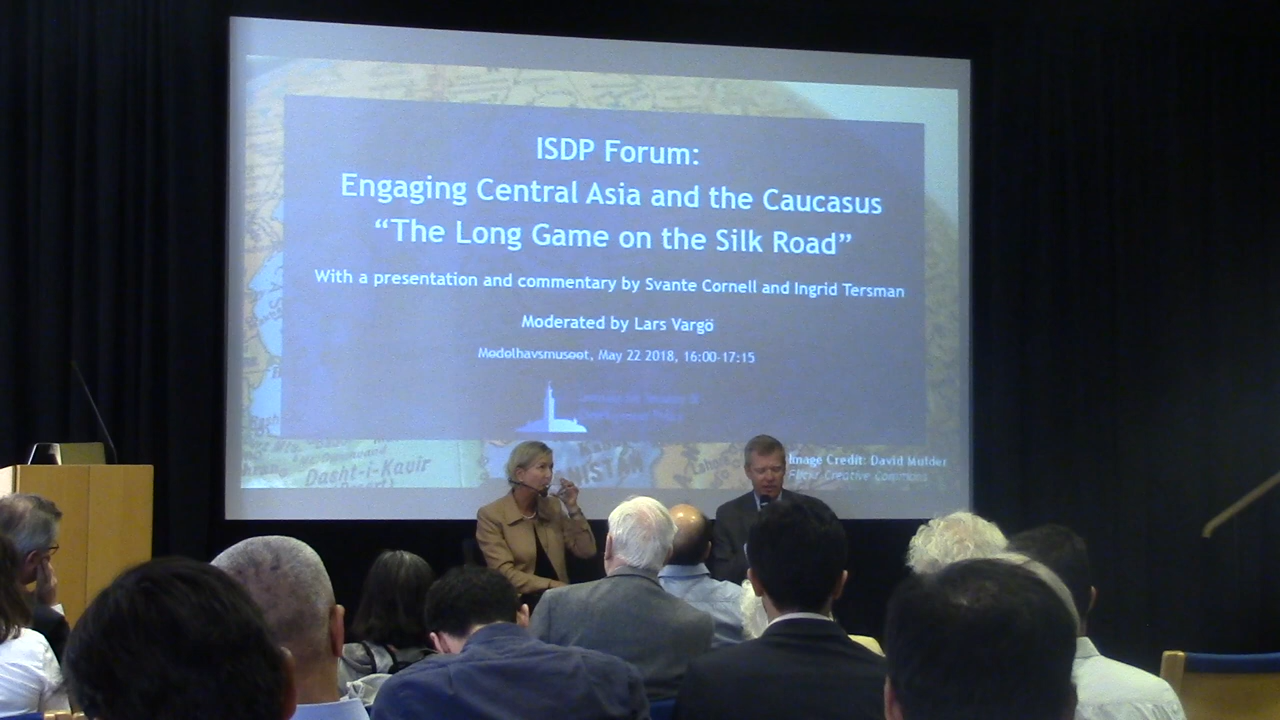 ISDP Forum:
Engaging Central Asia and the Caucasus
“The Long Game on the Silk Road”
With a presentation and commentary by Svante Cornell and Ingrid Tersman
Moderated by Lars Vargö
Medelhavsmuseet, May 22 2018, 16:00-17:15
Image Credit: David Mulder
Flickr Creative Commons
Dasht-i-Kavir